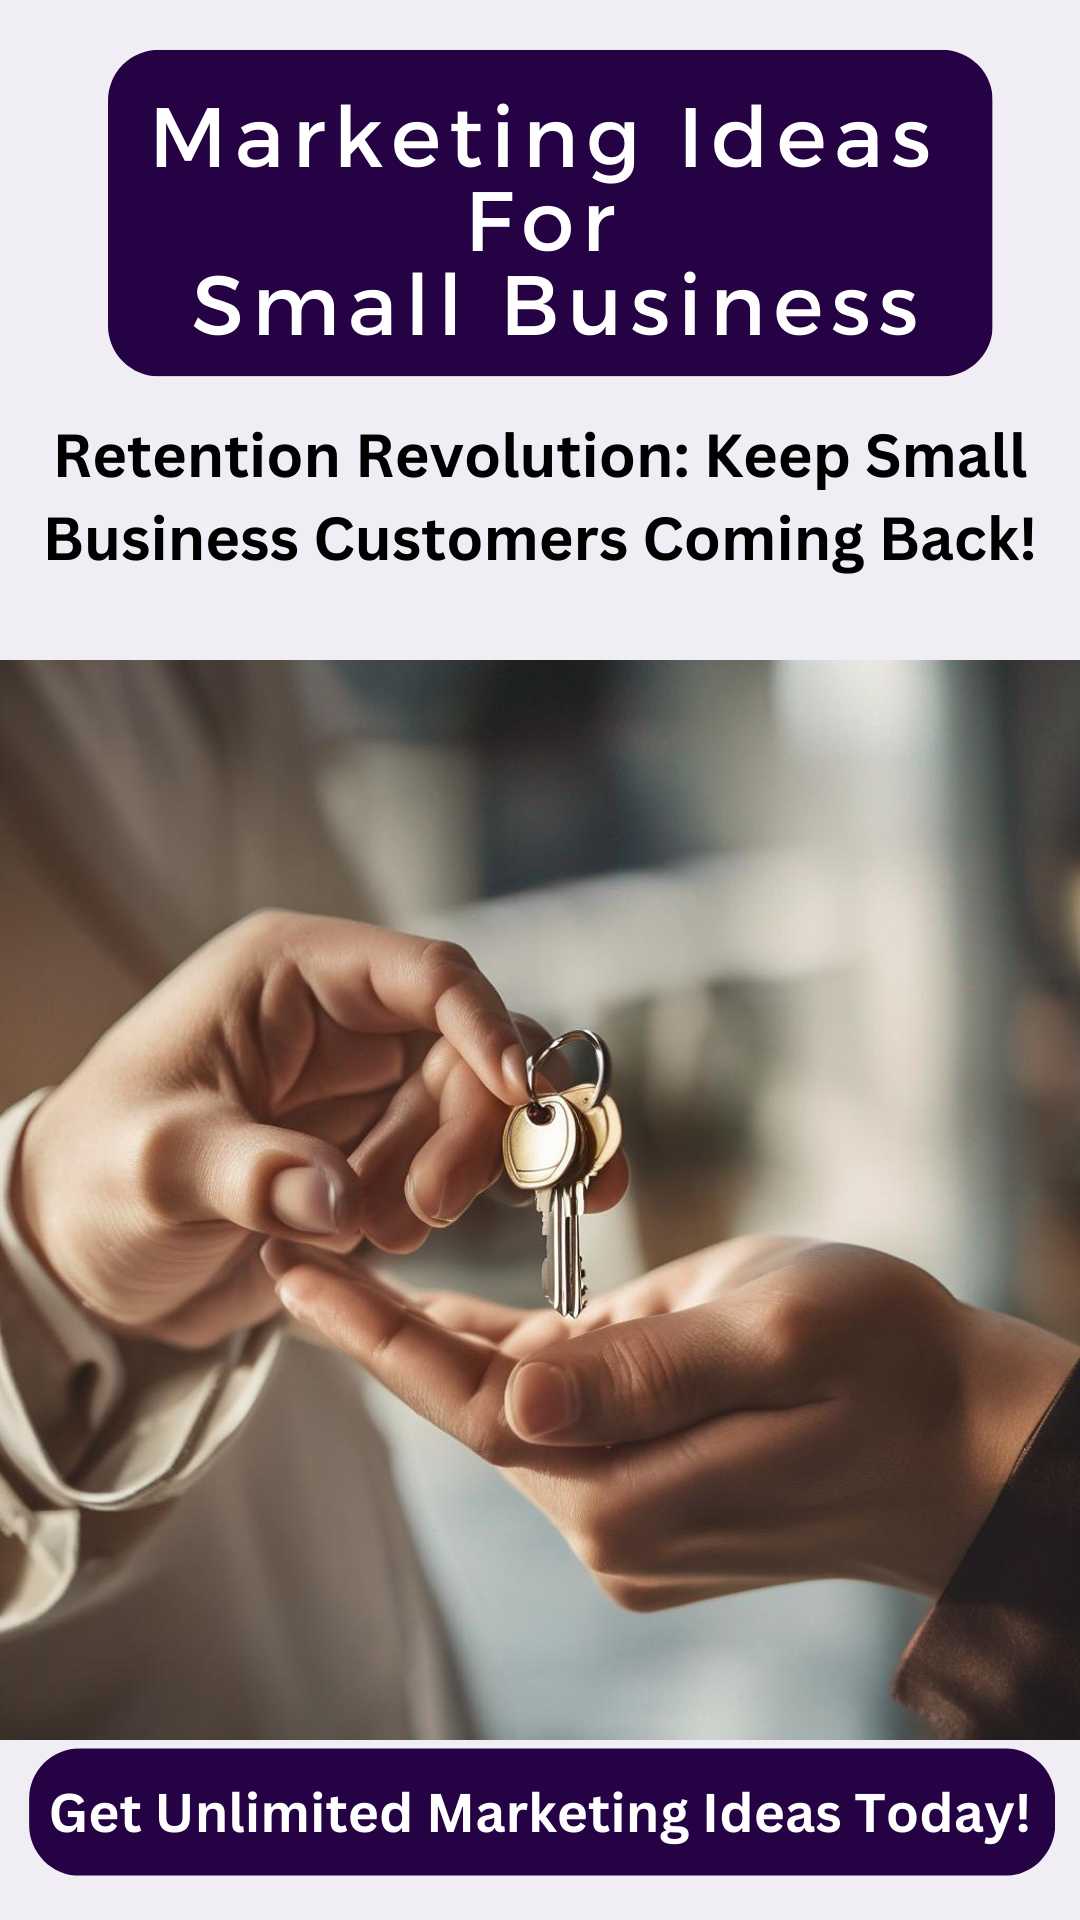 Marketing Ideas
For
Small Business
Retention Revolution: Keep Small
Business Customers Coming Back!
Get Unlimited Marketing Ideas Today!